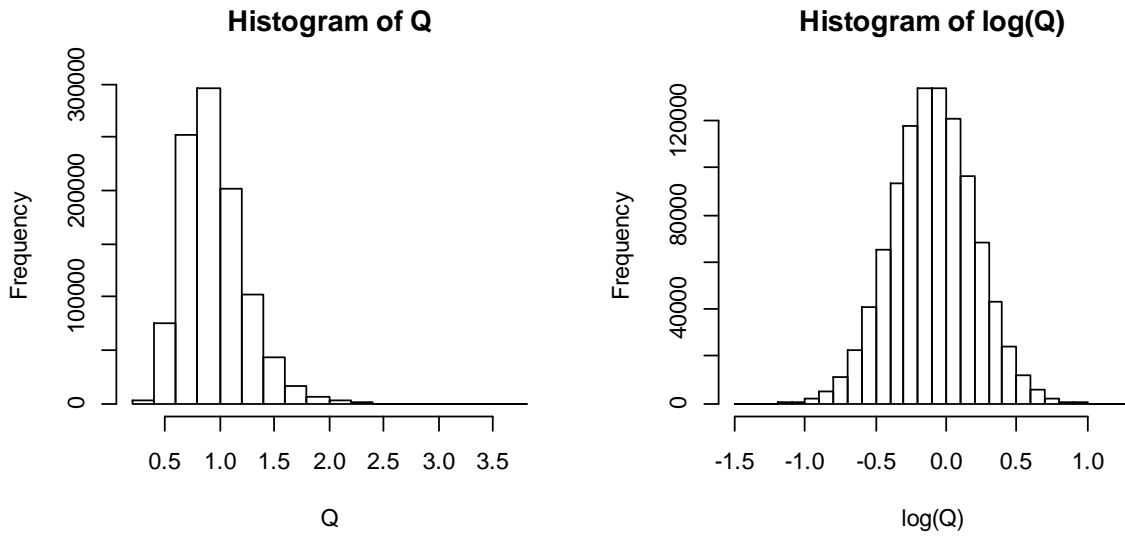 Histogram of Q
Frequency
300000
200000
100000
0
0.5 1.0 1.5 2.0 2.5 3.0 3.5
Q
Histogram of log(Q)
Frequency
120000
80000
40000
0
-1.5 -1.0 -0.5 0.0 0.5 1.0
log(Q)